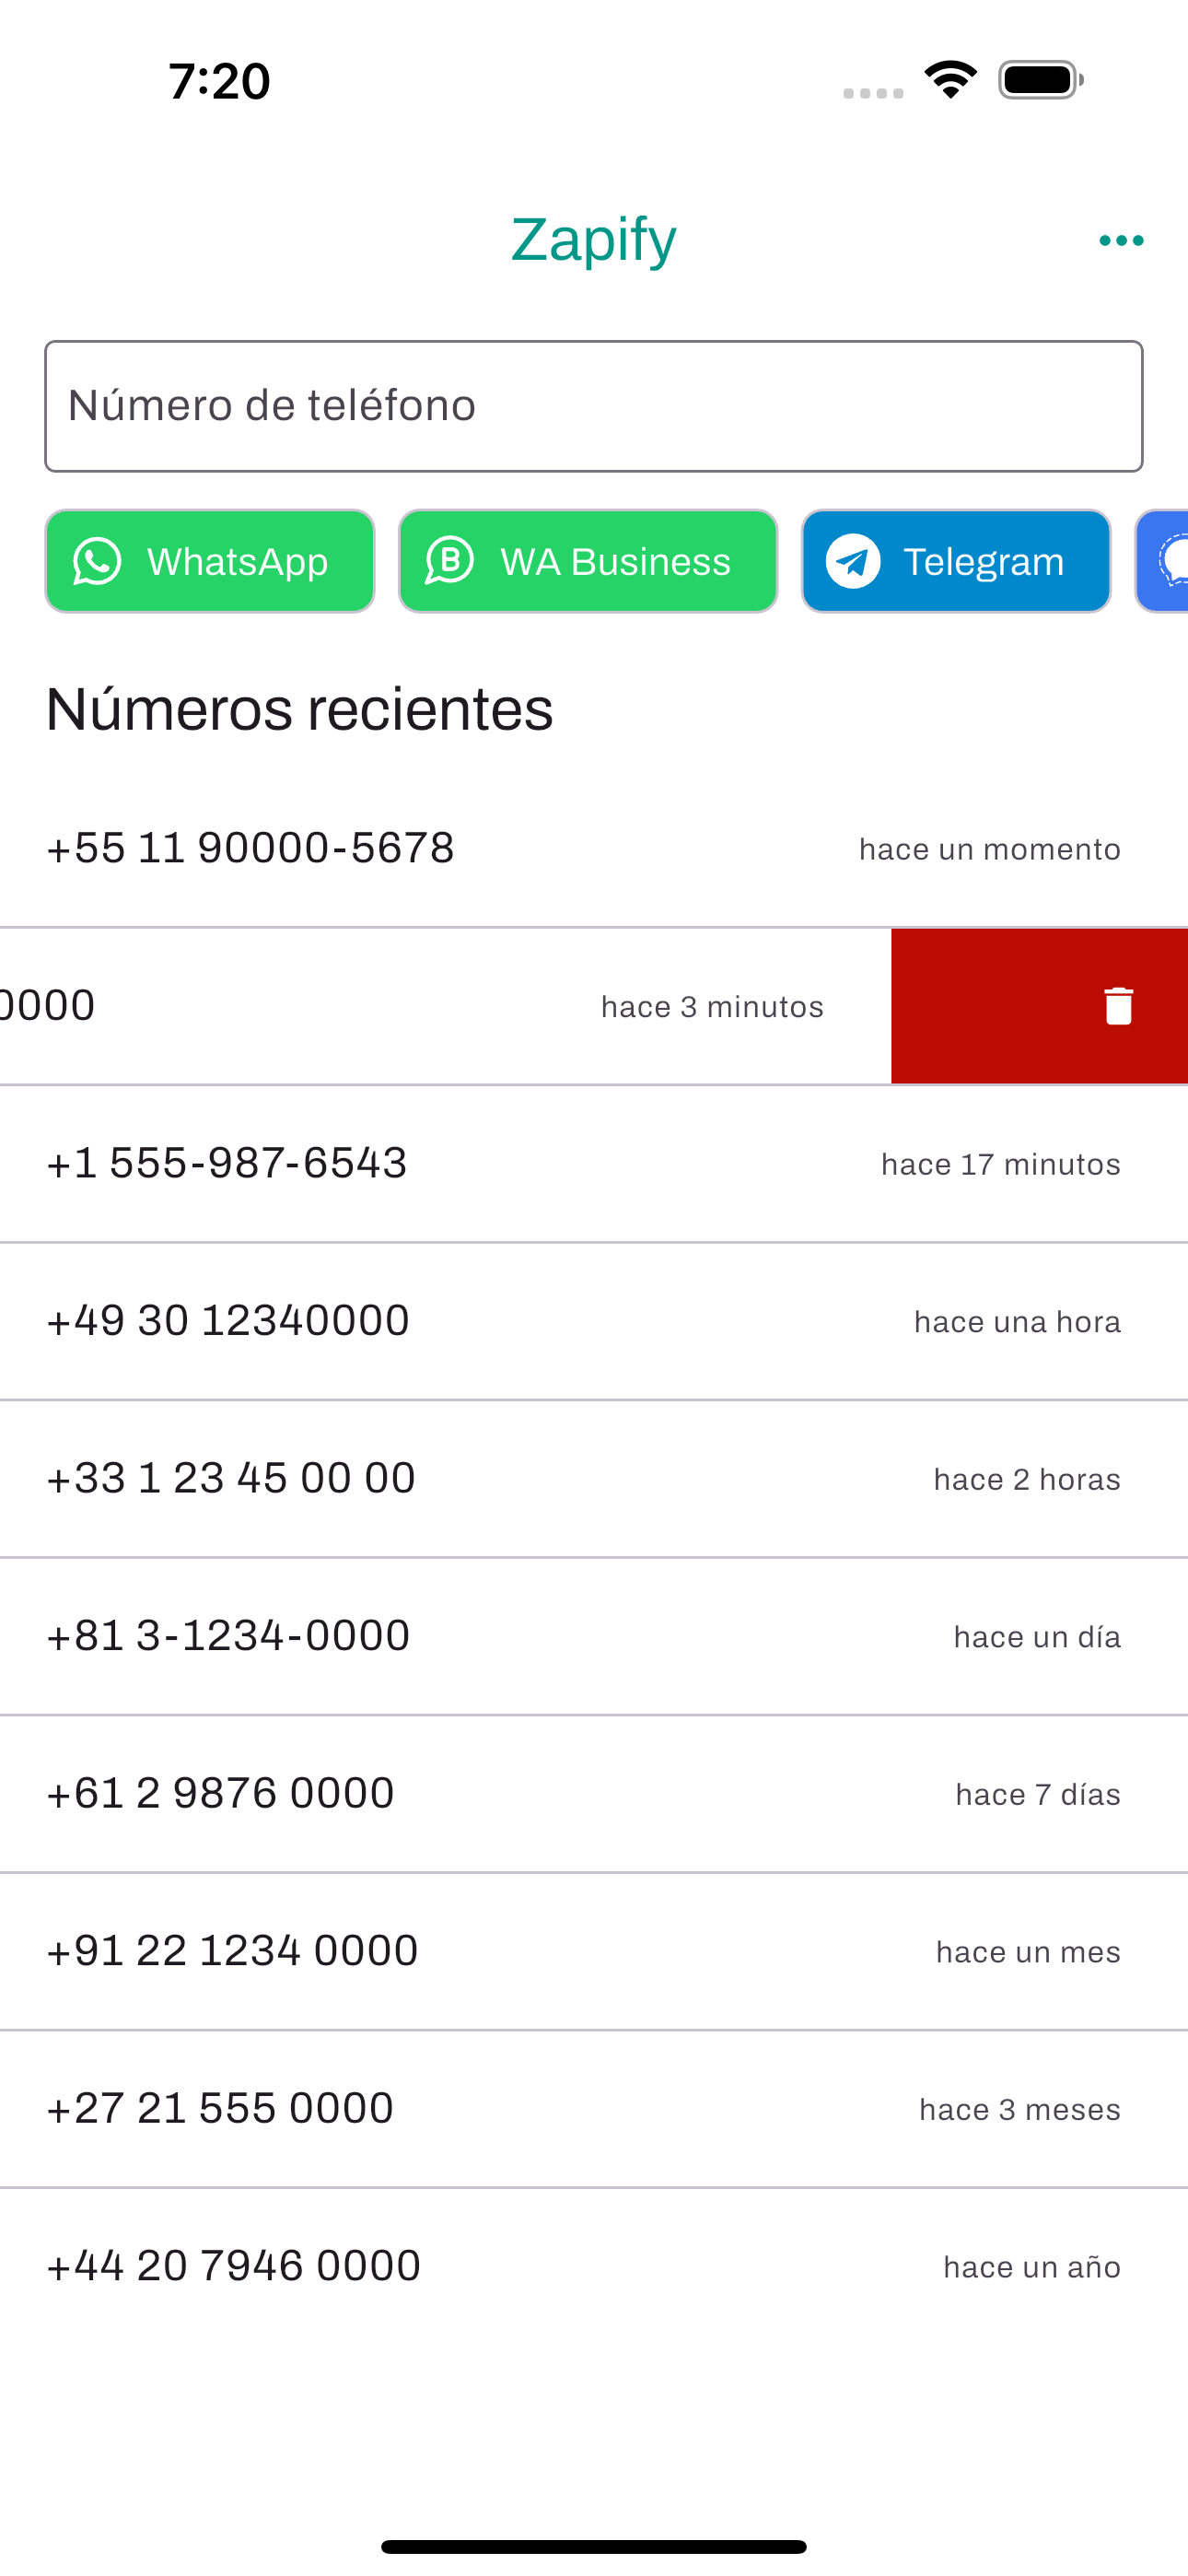 7:20
Zapify
Número de teléfono
WhatsApp WA Business Telegram
Números recientes
+55 11 90000-5678 hace un momento
0000 hace 3 minutos
+1 555-987-6543 hace 17 minutos
+49 30 12340000 hace una hora
+33 1 23 45 00 00 hace 2 horas
+81 3-1234-0000 hace un día
+61 2 9876 0000 hace 7 días
+91 22 1234 0000 hace un mes
+27 21 555 0000 hace 3 meses
+44 20 7946 0000 hace un año